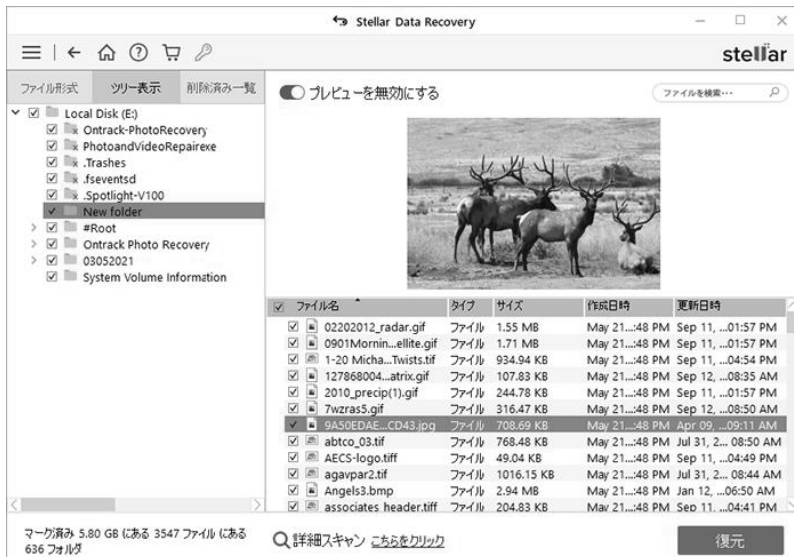 Stellar Data Recovery
stellar
ファイル形式 ツリー表示 削除済み一覧
プレビューを無効にする
ファイルを検索…
Local Disk (E:)
Ontrack-PhotoRecovery
PhotoandVideoRepairexe
.Trashes
.fseventsd
.Spotlight-V100
New folder
#Root
Ontrack Photo Recovery
03052021
System Volume Information
ファイル名 タイプ サイズ 作成日時 更新日時
02202012_radar.gif ファイル 1.55 MB May 21...:48 PM Sep 11, ...01:57 PM
0901Mornin...ellite.gif ファイル 1.71 MB May 21...:48 PM Sep 11, ...01:57 PM
1-20 Micha...Twists.tif ファイル 934.94 KB May 21...:48 PM Sep 11, ...04:54 PM
127868004...atrix.gif ファイル 107.83 KB May 21...:48 PM Sep 12, ...08:35 AM
2010_precip(1).gif ファイル 244.78 KB May 21...:48 PM Sep 11, ...01:57 PM
7wzras5.gif ファイル 316.47 KB May 21...:48 PM Sep 12, ...08:50 AM
9A50EDAE...CD43.jpg ファイル 708.69 KB May 21...:48 PM Apr 09, ...09:11 AM
abtco_03.tif ファイル 768.48 KB May 21...:48 PM Jul 31, 2... 08:50 AM
AECS-logo.tiff ファイル 49.04 KB May 21...:48 PM Sep 11, ...04:49 PM
agavpar2.tif ファイル 1016.15 KB May 21...:48 PM Jul 31, 2... 08:44 AM
Angels3.bmp ファイル 2.94 MB May 21...:48 PM Jan 12, ...06:50 AM
associates header.tiff ファイル 204.83 KB May 21...:48 PM Sep 11, ...04:41 PM
マーク済み 5.80 GB (にある 3547 ファイル (にある
636 フォルダ
詳細スキャン こちらをクリック
復元